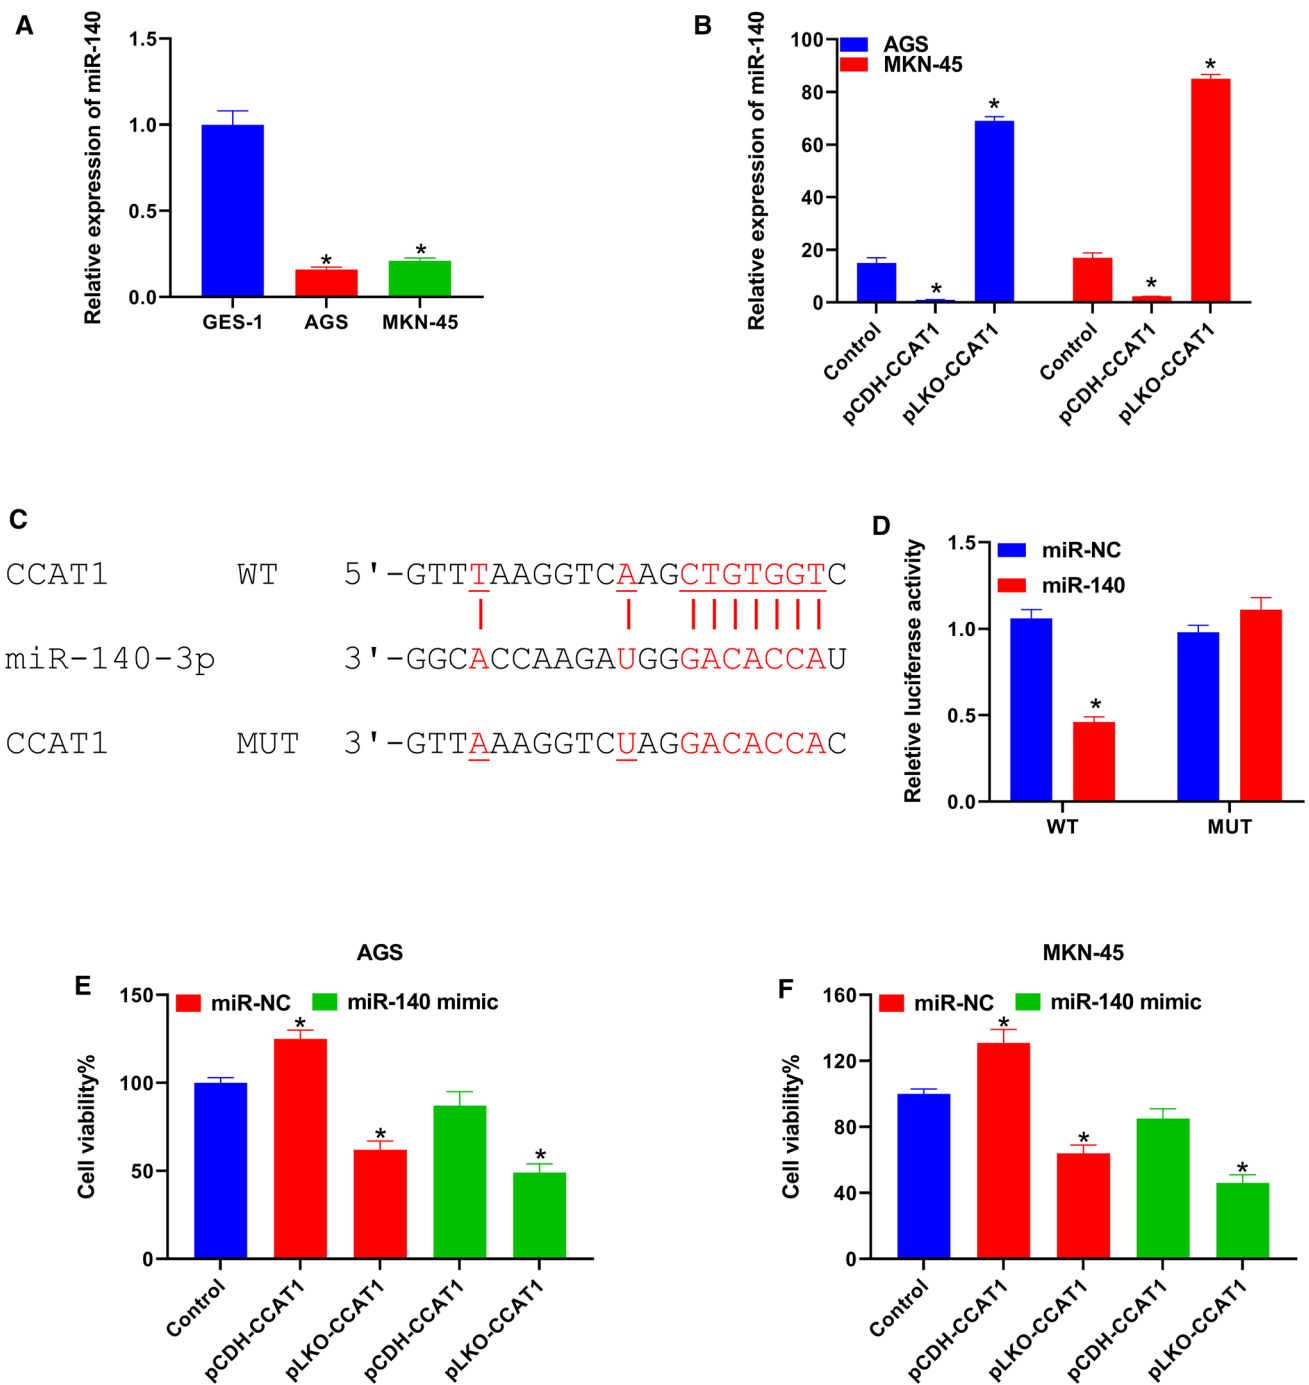 A
Relative expression of miR-140
1.5
1.0
0.5
0.0
GES-1 AGS MKN-45
*
*
B
Relative expression of miR-140
100
80
60
40
20
0
AGS
MKN-45
*
*
*
*
Control
pCDH-CCAT1
pLKO-CCAT1
Control
pCDH-CCAT1
pLKO-CCAT1
C
CCAT1 WT 5'-GTTTAAGGTCAAGCTGTGGTC
miR-140-3p 3'-GGCACCAAGAUGGGACACCAU
CCAT1 MUT 3'-GTTAAAGGTCUAGGACACCAC
D
Reletive luciferase activity
1.5
1.0
0.5
0.0
miR-NC
miR-140
*
WT MUT
E
AGS
Cell viability%
150
100
50
0
miR-NC miR-140 mimic
*
*
*
Control
pCDH-CCAT1
pLKO-CCAT1
pCDH-CCAT1
pLKO-CCAT1
F
MKN-45
Cell viability%
160
120
80
40
0
miR-NC miR-140 mimic
*
*
*
Control
pCDH-CCAT1
pLKO-CCAT1
pCDH-CCAT1
pLKO-CCAT1